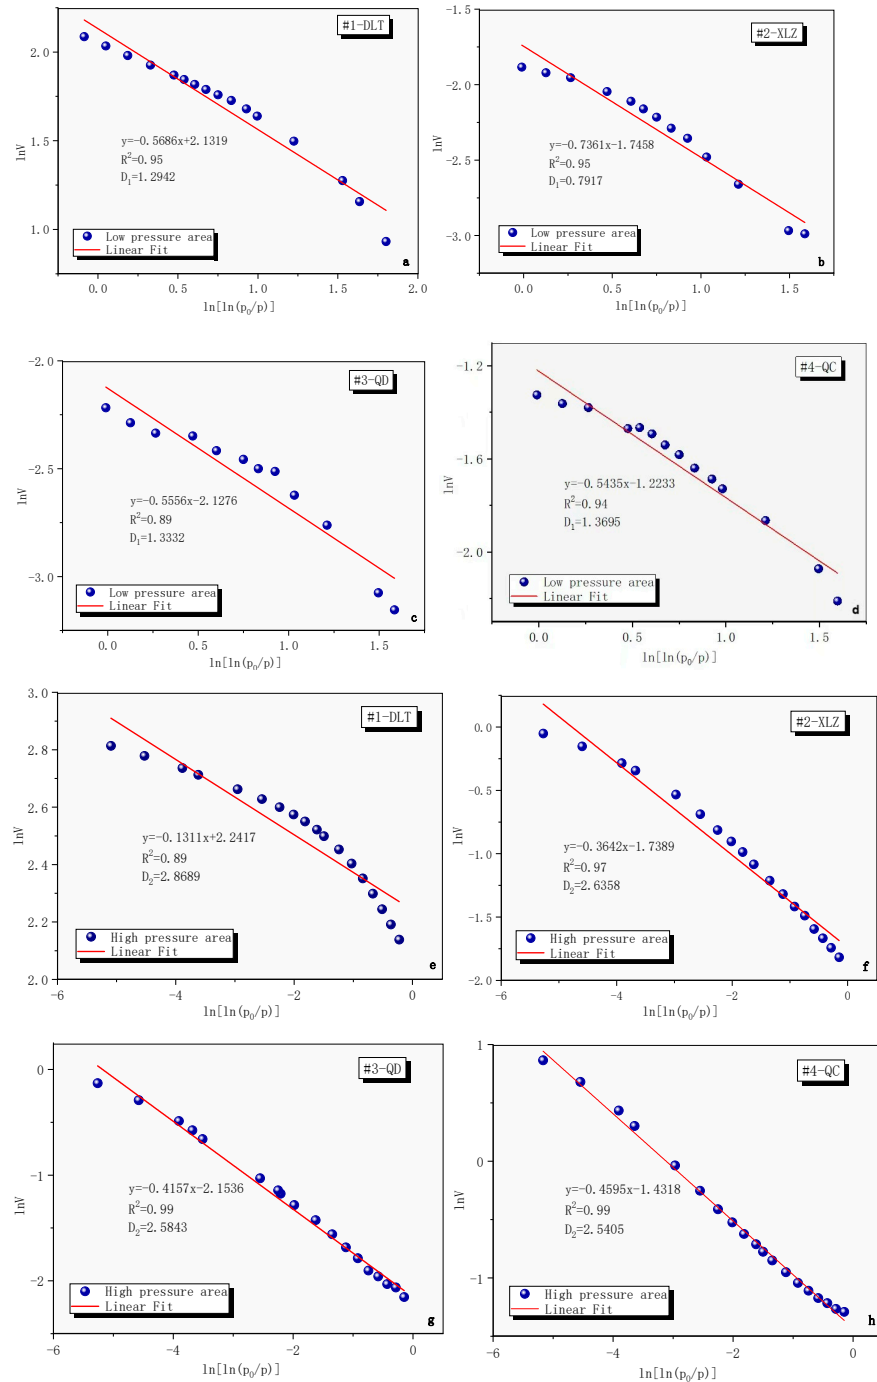 #1-DLT
2.0
1.5
1.0
lnV
y=-0.5686x+2.1319
R²=0.95
D₁=1.2942
Low pressure area
Linear Fit
a
0.0 0.5 1.0 1.5 2.0
ln[ln(p₀/p)]
#2-XLZ
-1.5
-2.0
-2.5
-3.0
lnV
y=-0.7361x-1.7458
R²=0.95
D₁=0.7917
Low pressure area
Linear Fit
b
0.0 0.5 1.0 1.5
ln[ln(p₀/p)]
#3-QD
-2.0
-2.5
-3.0
lnV
y=-0.5556x-2.1276
R²=0.89
D₁=1.3332
Low pressure area
Linear Fit
c
0.0 0.5 1.0 1.5
ln[ln(p₀/p)]
#4-QC
-1.2
-1.6
-2.0
lnV
y=-0.5435x-1.2233
R²=0.94
D₁=1.3695
Low pressure area
Linear Fit
d
0.0 0.5 1.0 1.5
ln[ln(p₀/p)]
#1-DLT
3.0
2.8
2.6
2.4
2.2
2.0
lnV
y=-0.1311x+2.2417
R²=0.89
D₂=2.8689
High pressure area
Linear Fit
e
-6 -4 -2 0
ln[ln(p₀/p)]
#2-XLZ
0.0
-0.5
-1.0
-1.5
-2.0
lnV
y=-0.3642x-1.7389
R²=0.97
D₂=2.6358
High pressure area
Linear Fit
f
-6 -4 -2 0
ln[ln(p₀/p)]
#3-QD
0
-1
-2
lnV
y=-0.4157x-2.1536
R²=0.99
D₂=2.5843
High pressure area
Linear Fit
g
-6 -4 -2 0
ln[ln(p₀/p)]
#4-QC
1
0
-1
lnV
y=-0.4595x-1.4318
R²=0.99
D₂=2.5405
High pressure area
Linear Fit
h
-6 -4 -2 0
ln[ln(p₀/p)]